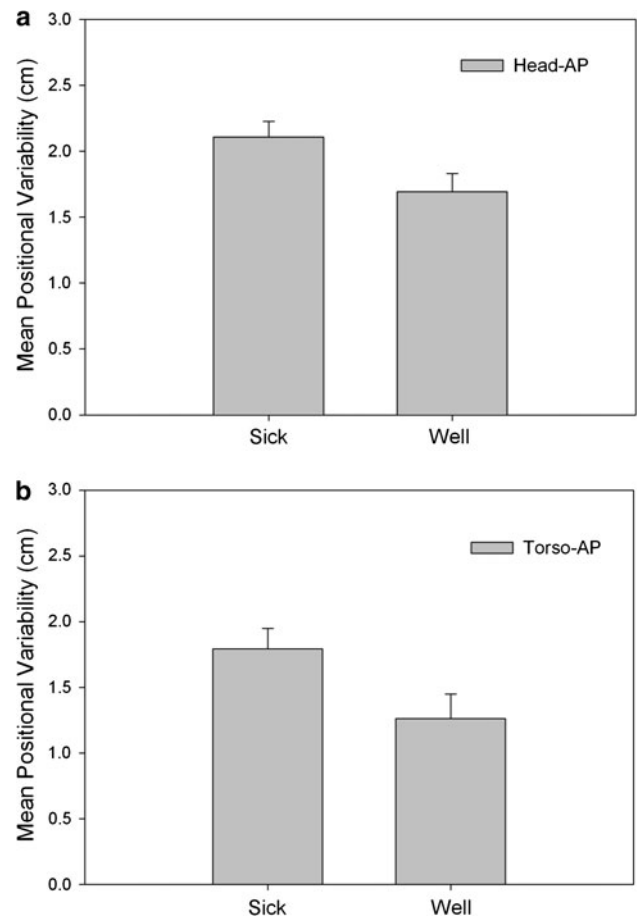 a
3.0
2.5
2.0
1.5
1.0
0.5
0.0
Mean Positional Variability (cm)
Head-AP
Sick Well
b
3.0
2.5
2.0
1.5
1.0
0.5
0.0
Mean Positional Variability (cm)
Torso-AP
Sick Well